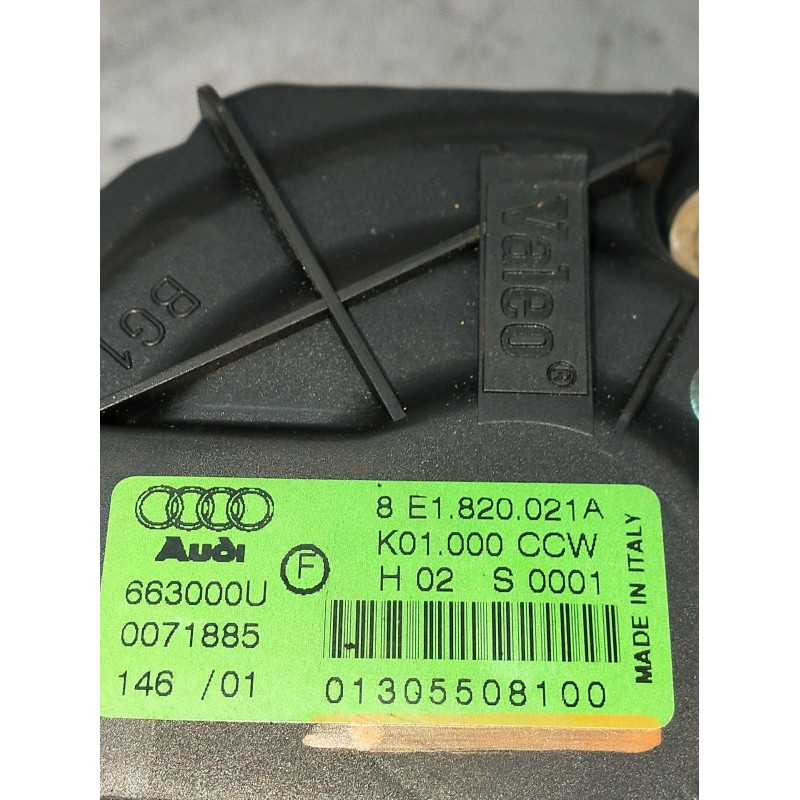 Valeo®
BG1
Audi
F
8 E1.820.021A
K01.000 CCW
H 02 S 0001
663000U
0071885
146 /01
01305508100
MADE IN ITALY